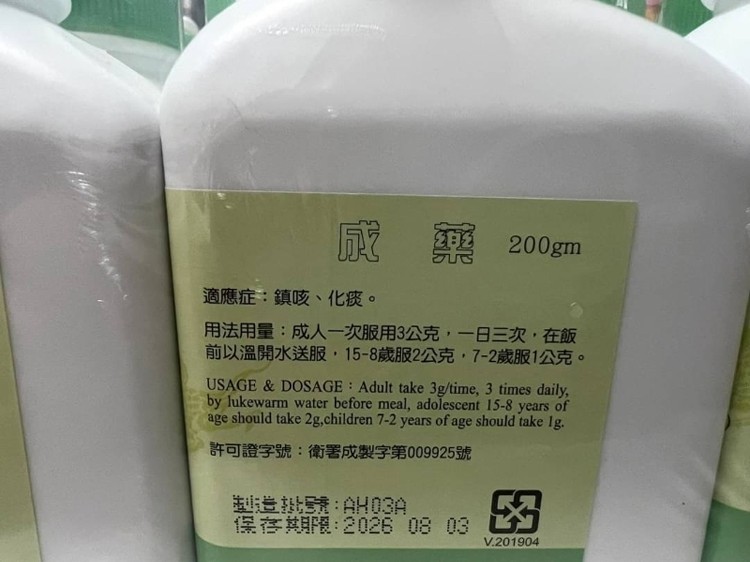 成藥 200gm
適應症：鎮咳、化痰。
用法用量：成人一次服用3公克，一日三次，在飯
前以溫開水送服，15-8歲服2公克，7-2歲服1公克。
USAGE & DOSAGE：Adult take 3g/time, 3 times daily,
by lukewarm water before meal, adolescent 15-8 years of
age should take 2g,children 7-2 years of age should take 1g.
許可證字號：衛署成製字第009925號
製造批號:AH03A
保存期限:2026 08 03
V.201904